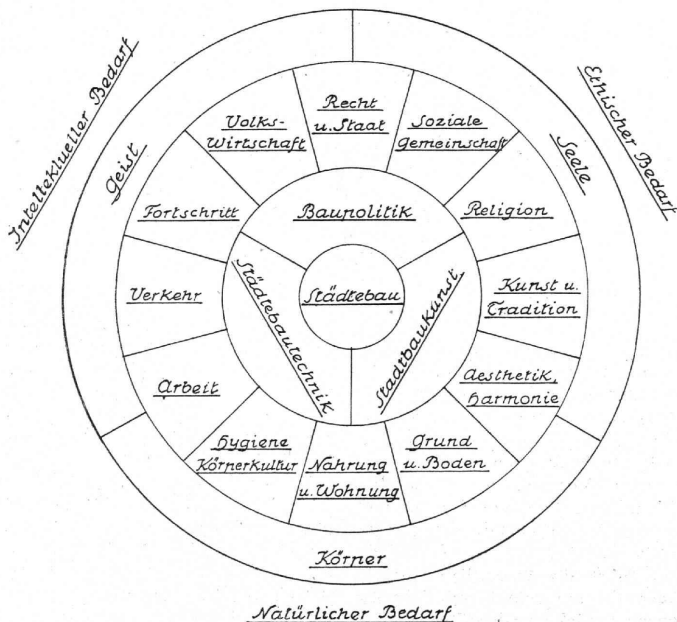 Intellektueller Bedarf
Ethischer Bedarf
Geist
Seele
Körper
Natürlicher Bedarf
Recht
u. Staat
Soziale
Gemeinschaft
Religion
Kunst u.
Tradition
Aesthetik,
Harmonie
Grund
u. Boden
Nahrung
u. Wohnung
Hygiene
Körperkultur
Arbeit
Verkehr
Fortschritt
Volks-
Wirtschaft
Baupolitik
Stadtbaukunst
Städtebautechnik
Städtebau